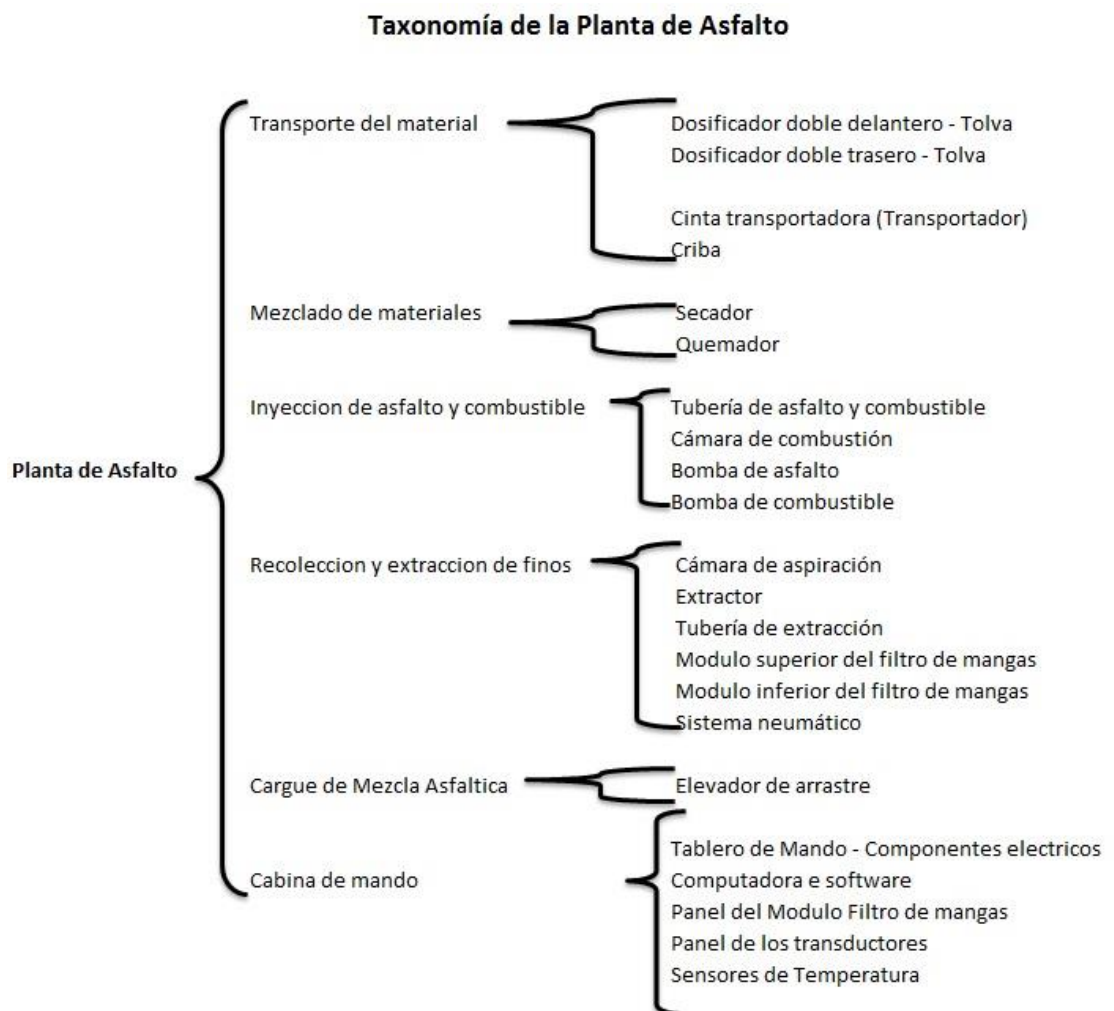 Taxonomía de la Planta de Asfalto
Planta de Asfalto
Transporte del material
Dosificador doble delantero - Tolva
Dosificador doble trasero - Tolva
Cinta transportadora (Transportador)
Criba
Mezclado de materiales
Secador
Quemador
Inyeccion de asfalto y combustible
Tubería de asfalto y combustible
Cámara de combustión
Bomba de asfalto
Bomba de combustible
Recoleccion y extraccion de finos
Cámara de aspiración
Extractor
Tubería de extracción
Modulo superior del filtro de mangas
Modulo inferior del filtro de mangas
Sistema neumático
Cargue de Mezcla Asfaltica
Elevador de arrastre
Cabina de mando
Tablero de Mando - Componentes electricos
Computadora e software
Panel del Modulo Filtro de mangas
Panel de los transductores
Sensores de Temperatura